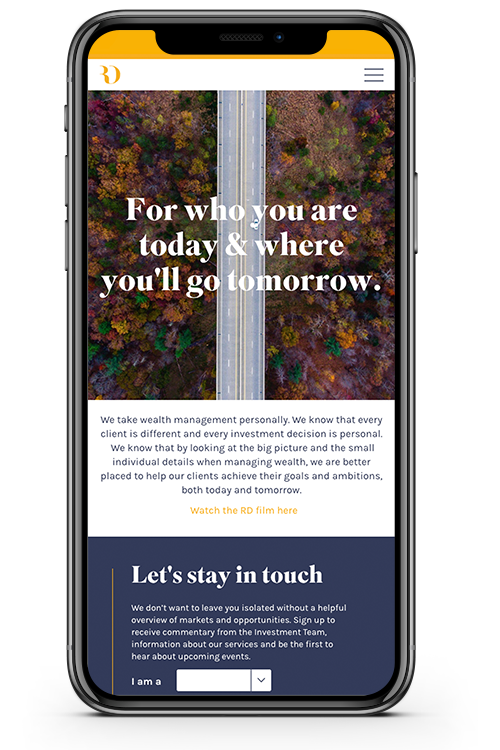 RD
For who you are
today & where
you'll go tomorrow.
We take wealth management personally. We know that every
client is different and every investment decision is personal.
We know that by looking at the big picture and the small
individual details when managing wealth, we are better
placed to help our clients achieve their goals and ambitions,
both today and tomorrow.
Watch the RD film here
Let's stay in touch
We don't want to leave you isolated without a helpful
overview of markets and opportunities. Sign up to
receive commentary from the Investment Team,
information about our services and be the first to
hear about upcoming events.
I am a